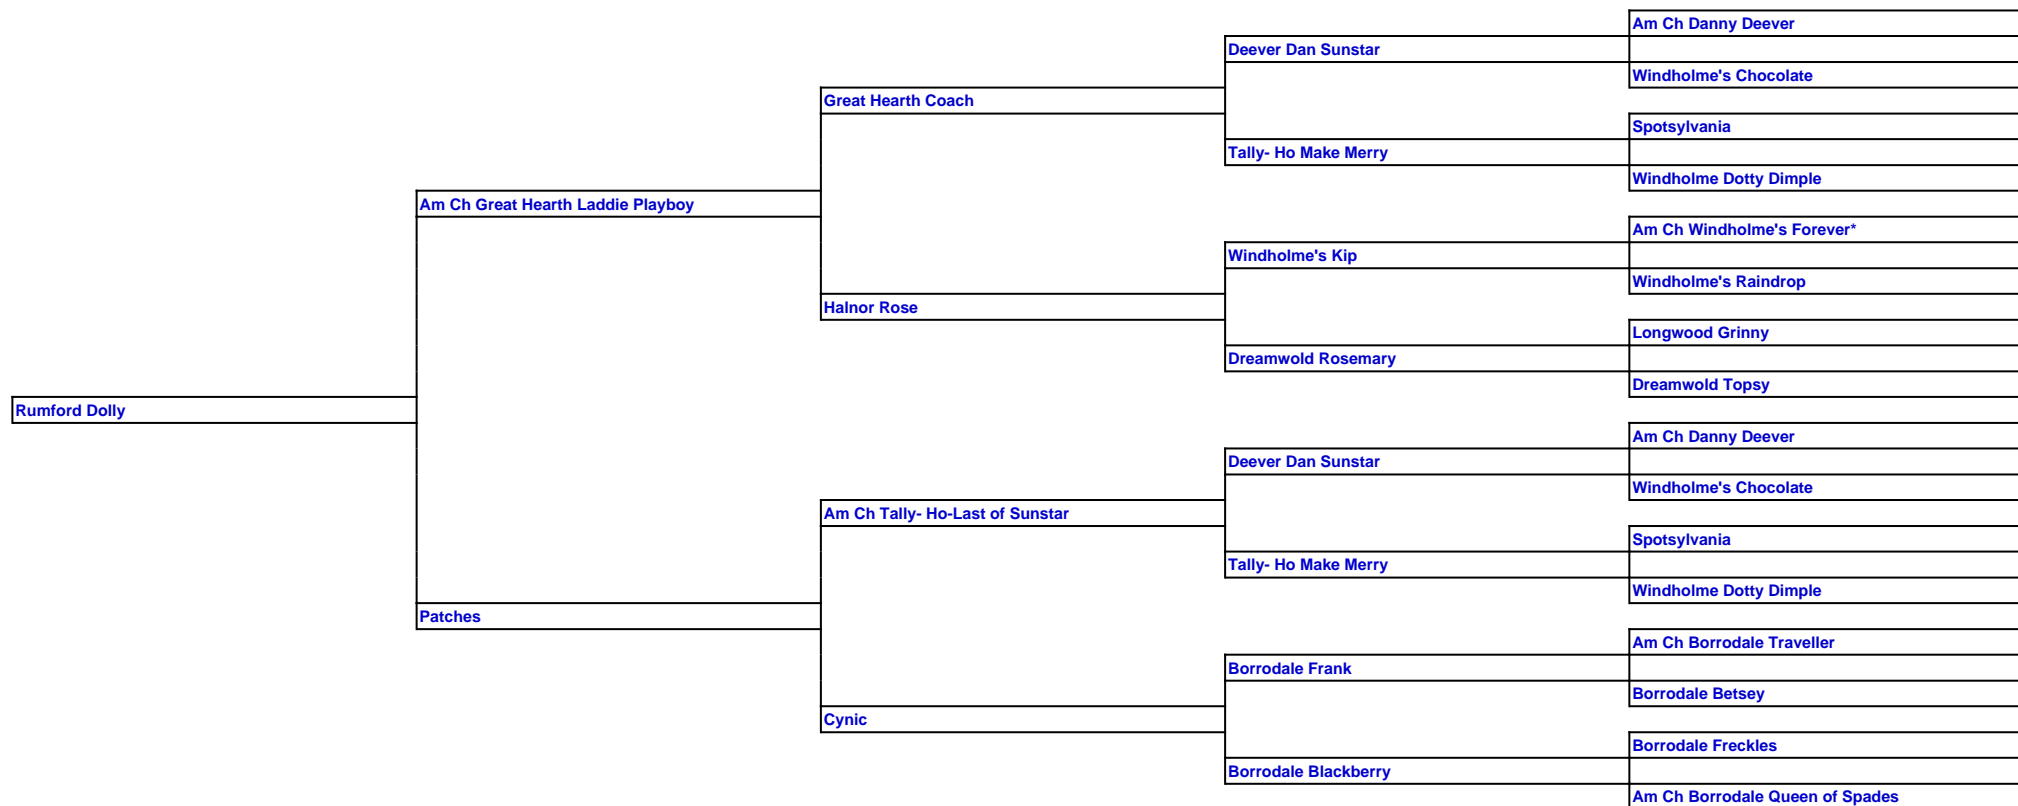 Am Ch Danny Deever
Deever Dan Sunstar
Windholme's Chocolate
Great Hearth Coach
Spotsylvania
Tally- Ho Make Merry
Windholme Dotty Dimple
Am Ch Great Hearth Laddie Playboy
Am Ch Windholme's Forever*
Windholme's Kip
Windholme's Raindrop
Halnor Rose
Longwood Grinny
Dreamwold Rosemary
Dreamwold Topsy
Rumford Dolly
Am Ch Danny Deever
Deever Dan Sunstar
Windholme's Chocolate
Am Ch Tally- Ho-Last of Sunstar
Spotsylvania
Tally- Ho Make Merry
Windholme Dotty Dimple
Patches
Am Ch Borrodale Traveller
Borrodale Frank
Borrodale Betsey
Cynic
Borrodale Freckles
Borrodale Blackberry
Am Ch Borrodale Queen of Spades